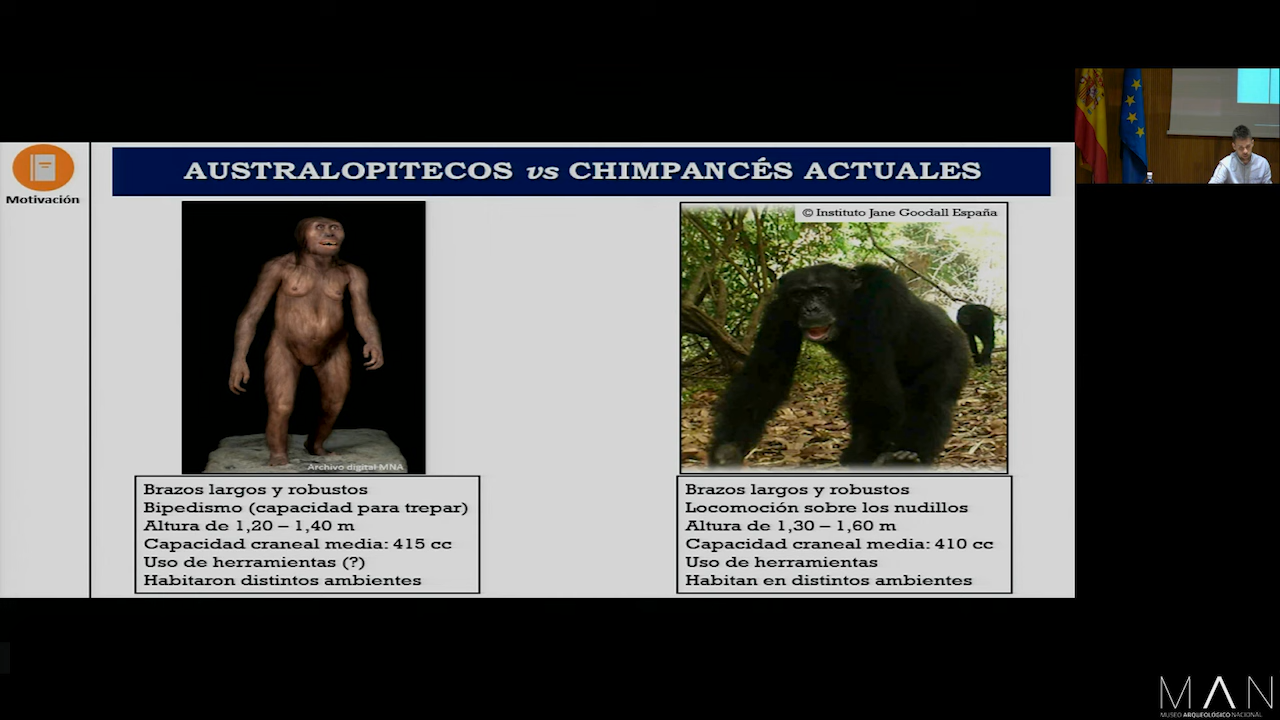 Motivación
AUSTRALOPITECOS vs CHIMPANCÉS ACTUALES
© Instituto Jane Goodall España
Archivo digital MNA
Brazos largos y robustos
Bipedismo (capacidad para trepar)
Altura de 1,20 – 1,40 m
Capacidad craneal media: 415 cc
Uso de herramientas (?)
Habitaron distintos ambientes
Brazos largos y robustos
Locomoción sobre los nudillos
Altura de 1,30 – 1,60 m
Capacidad craneal media: 410 cc
Uso de herramientas
Habitan en distintos ambientes
MAN
MUSEO ARQUEOLÓGICO NACIONAL